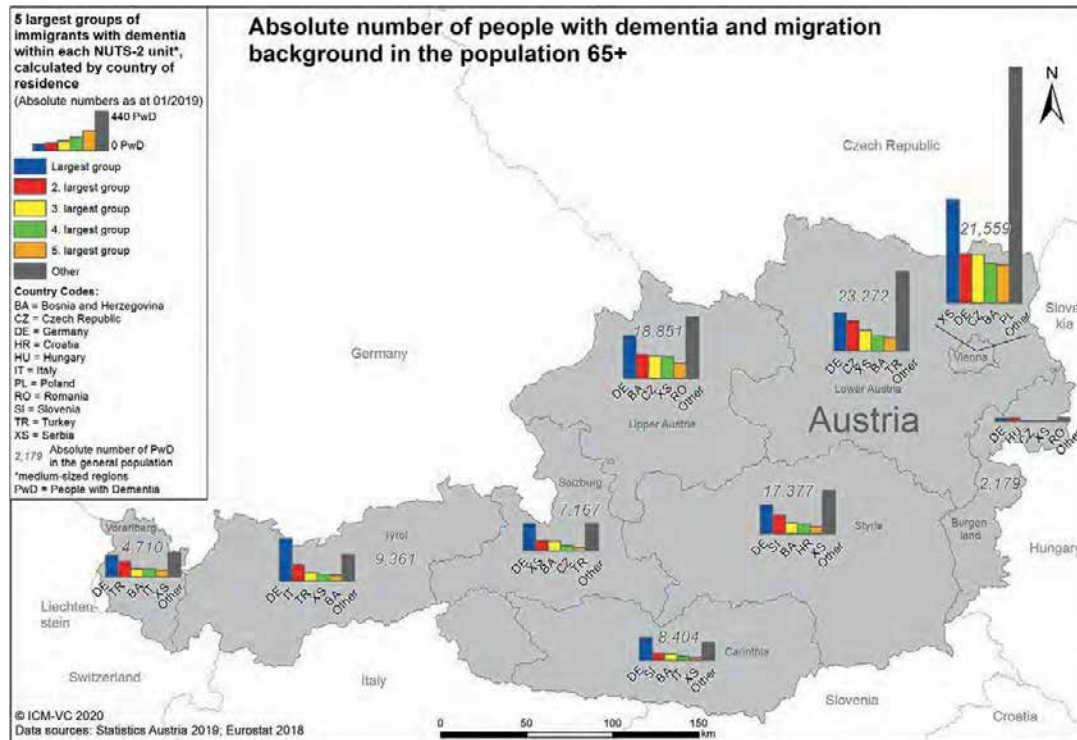 5 largest groups of
immigrants with dementia
within each NUTS-2 unit*,
calculated by country of
residence
(Absolute numbers as at 01/2019)
440 PwD
0 PwD
Largest group
2. largest group
3. largest group
4. largest group
5. largest group
Other
Country Codes:
BA = Bosnia and Herzegovina
CZ = Czech Republic
DE = Germany
HR = Croatia
HU = Hungary
IT = Italy
PL = Poland
RO = Romania
SI = Slovenia
TR = Turkey
XS = Serbia
2,179 Absolute number of PwD
in the general population
*medium-sized regions
PwD = People with Dementia
Absolute number of people with dementia and migration
background in the population 65+
N
Czech Republic
Germany
21,559
XS DE CZ BA PL Other
Vienna
Slova
kia
23,272
DE CZ XS BA TR Other
Lower Austria
18,851
DE BA CZ XS RO Other
Upper Austria
Austria
DE HU CZ XS RO Other
2,179
Burgen
land
Hungary
17,377
DE SI BA HR XS Other
Styria
Salzburg
7,167
DE XS BA CZ TR Other
Tyrol
9,361
DE IT TR XS BA Other
Vorarlberg
4,710
DE TR BA IT XS Other
8,404
DE SI BA IT XS Other
Carinthia
Liechten-
stein
Switzerland
Italy
Slovenia
Croatia
© ICM-VC 2020
Data sources: Statistics Austria 2019; Eurostat 2018
0 50 100 150
km